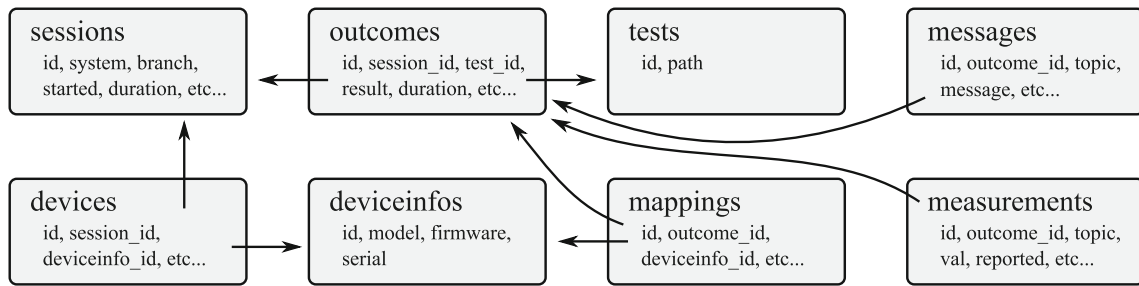 sessions
id, system, branch,
started, duration, etc...
outcomes
id, session_id, test_id,
result, duration, etc...
tests
id, path
messages
id, outcome_id, topic,
message, etc...
devices
id, session_id,
deviceinfo_id, etc...
deviceinfos
id, model, firmware,
serial
mappings
id, outcome_id,
deviceinfo_id, etc...
measurements
id, outcome_id, topic,
val, reported, etc...